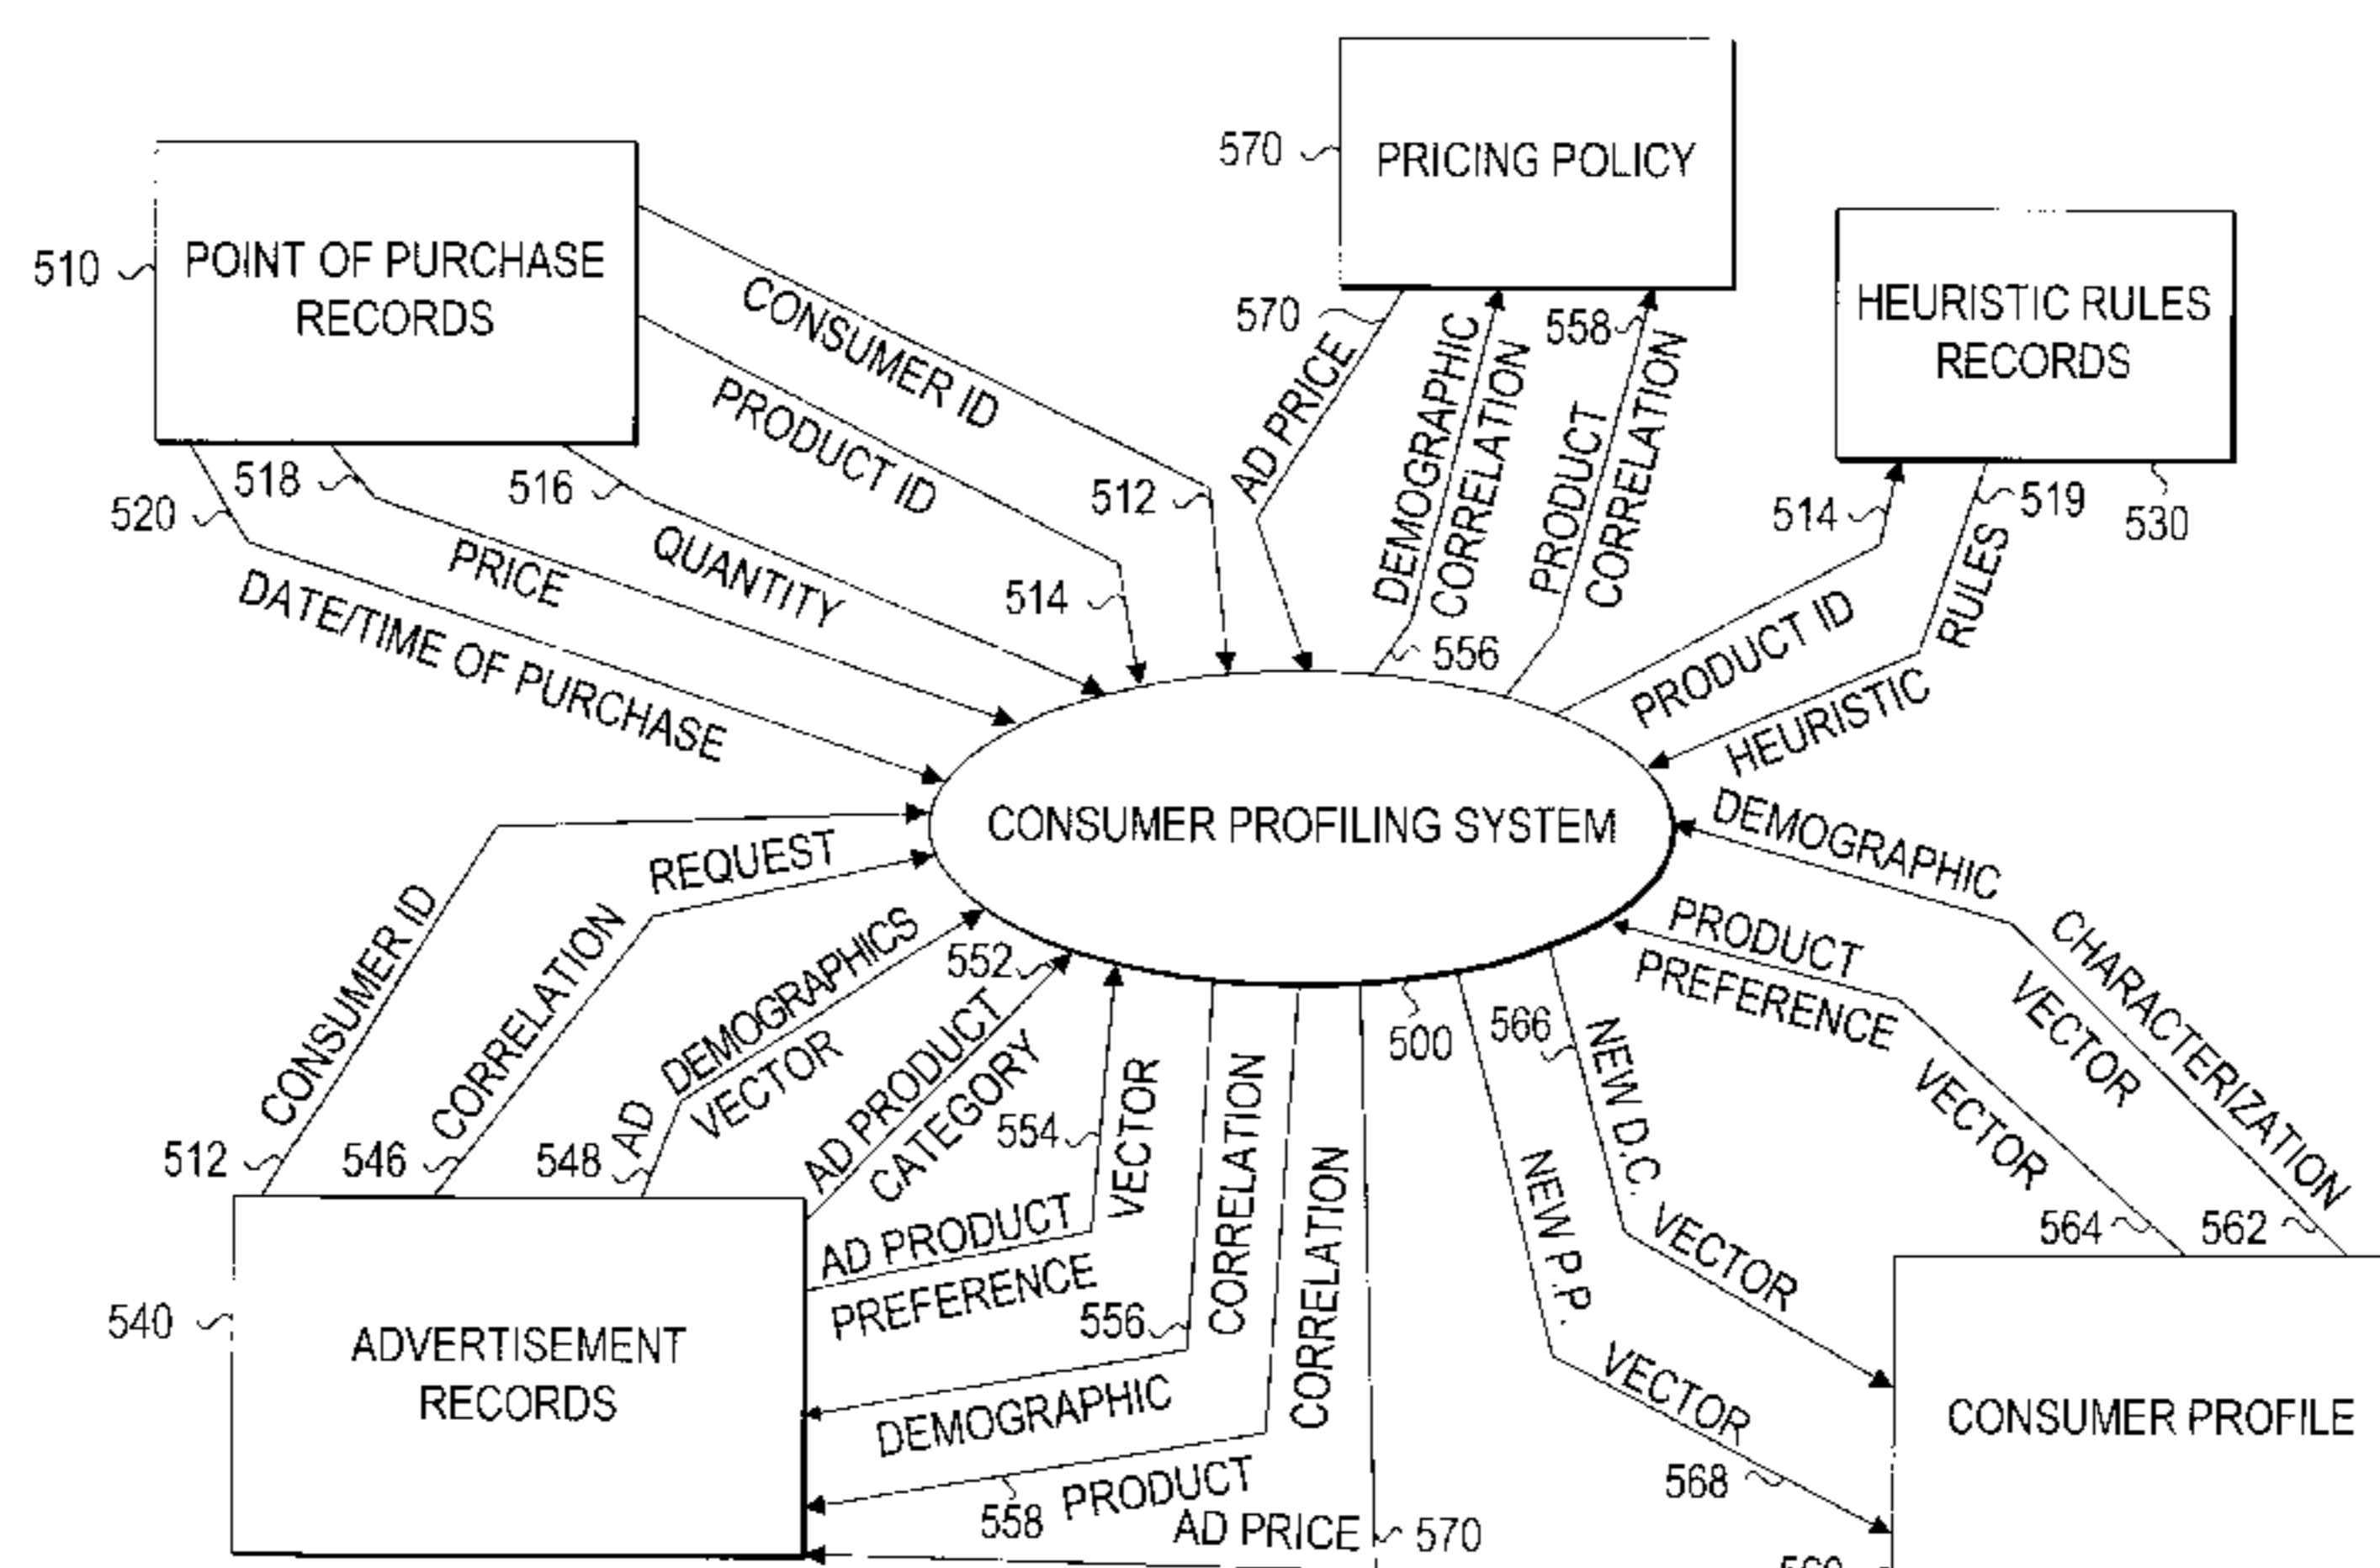 570
PRICING POLICY
510
POINT OF PURCHASE
RECORDS
HEURISTIC RULES
RECORDS
CONSUMER ID
512
PRODUCT ID
514
516
QUANTITY
518
PRICE
520
DATE/TIME OF PURCHASE
570
AD PRICE
DEMOGRAPHIC
CORRELATION
556
558
PRODUCT
CORRELATION
514
PRODUCT ID
519
HEURISTIC RULES
530
CONSUMER PROFILING SYSTEM
500
CONSUMER ID
512
CORRELATION REQUEST
546
AD DEMOGRAPHICS
VECTOR
548
552
AD PRODUCT
CATEGORY
554
AD PRODUCT
PREFERENCE
VECTOR
556
DEMOGRAPHIC
CORRELATION
558
PRODUCT
CORRELATION
AD PRICE
570
566
NEW D.C. VECTOR
NEW P.P. VECTOR
568
PRODUCT
PREFERENCE VECTOR
564
DEMOGRAPHIC CHARACTERIZATION
VECTOR
562
540
ADVERTISEMENT
RECORDS
CONSUMER PROFILE